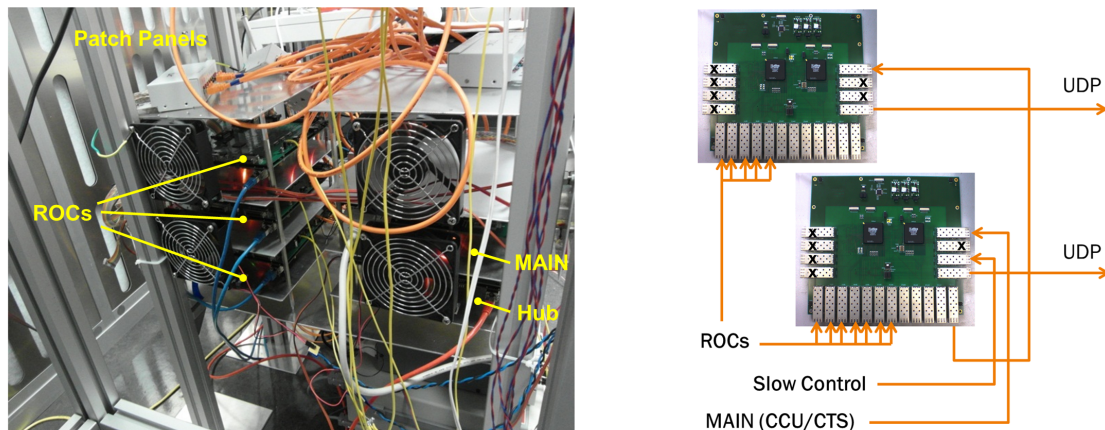 Patch Panels
ROCs
MAIN
Hub
UDP
UDP
ROCs
Slow Control
MAIN (CCU/CTS)
X
X
X
X
X
X
X
X
X
X
X